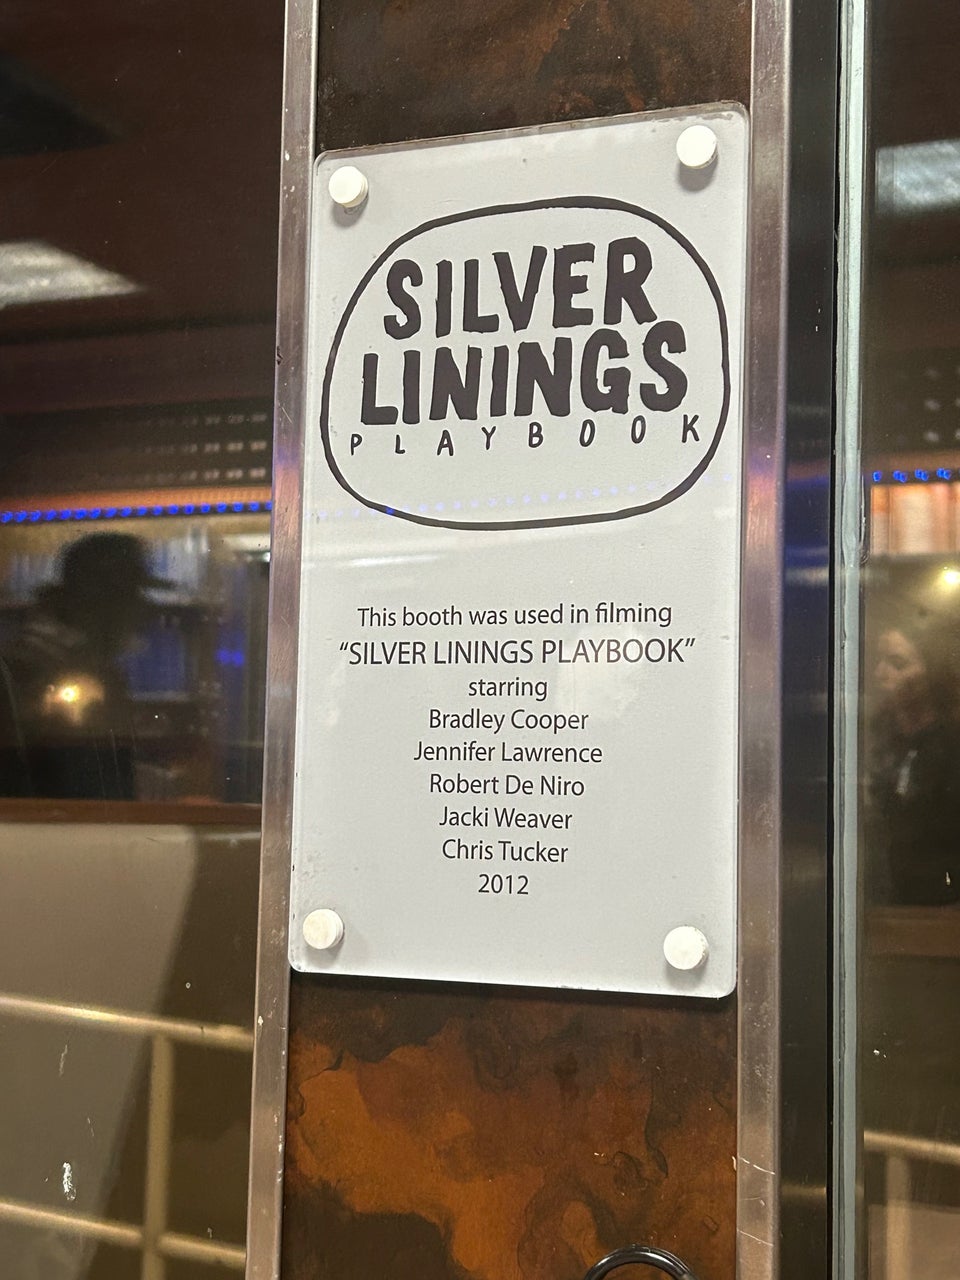 SILVER
LININGS
PLAYBOOK
This booth was used in filming
“SILVER LININGS PLAYBOOK”
starring
Bradley Cooper
Jennifer Lawrence
Robert De Niro
Jacki Weaver
Chris Tucker
2012